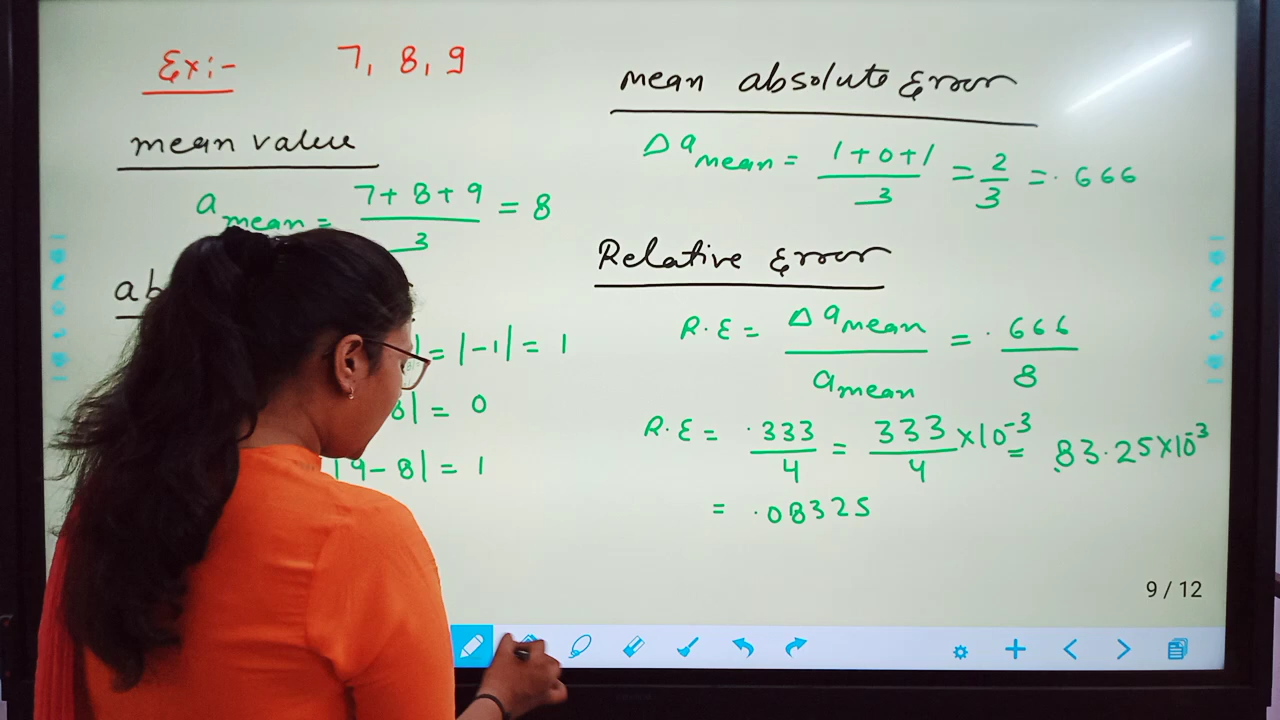 Ex:- 7, 8, 9
mean value
a mean = 7+8+9 / 3 = 8
ab
| = |-1| = 1
8| = 0
|9-8| = 1
mean absolute Error
Δa mean = 1+0+1 / 3 = 2/3 = .666
Relative Error
R.E = Δa mean / a mean = .666 / 8
R.E = .333 / 4 = 333 / 4 ×10⁻³ = 83.25×10⁻³
= .08325
9 / 12